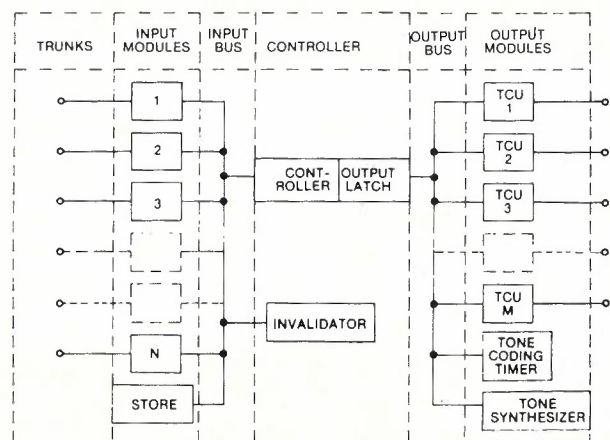 TRUNKS
INPUT
MODULES
INPUT
BUS
CONTROLLER
OUTPUT
BUS
OUTPUT
MODULES
1
2
3
N
STORE
CONT-
ROLLER
OUTPUT
LATCH
INVALIDATOR
TCU
1
TCU
2
TCU
3
TCU
M
TONE
CODING
TIMER
TONE
SYNTHESIZER